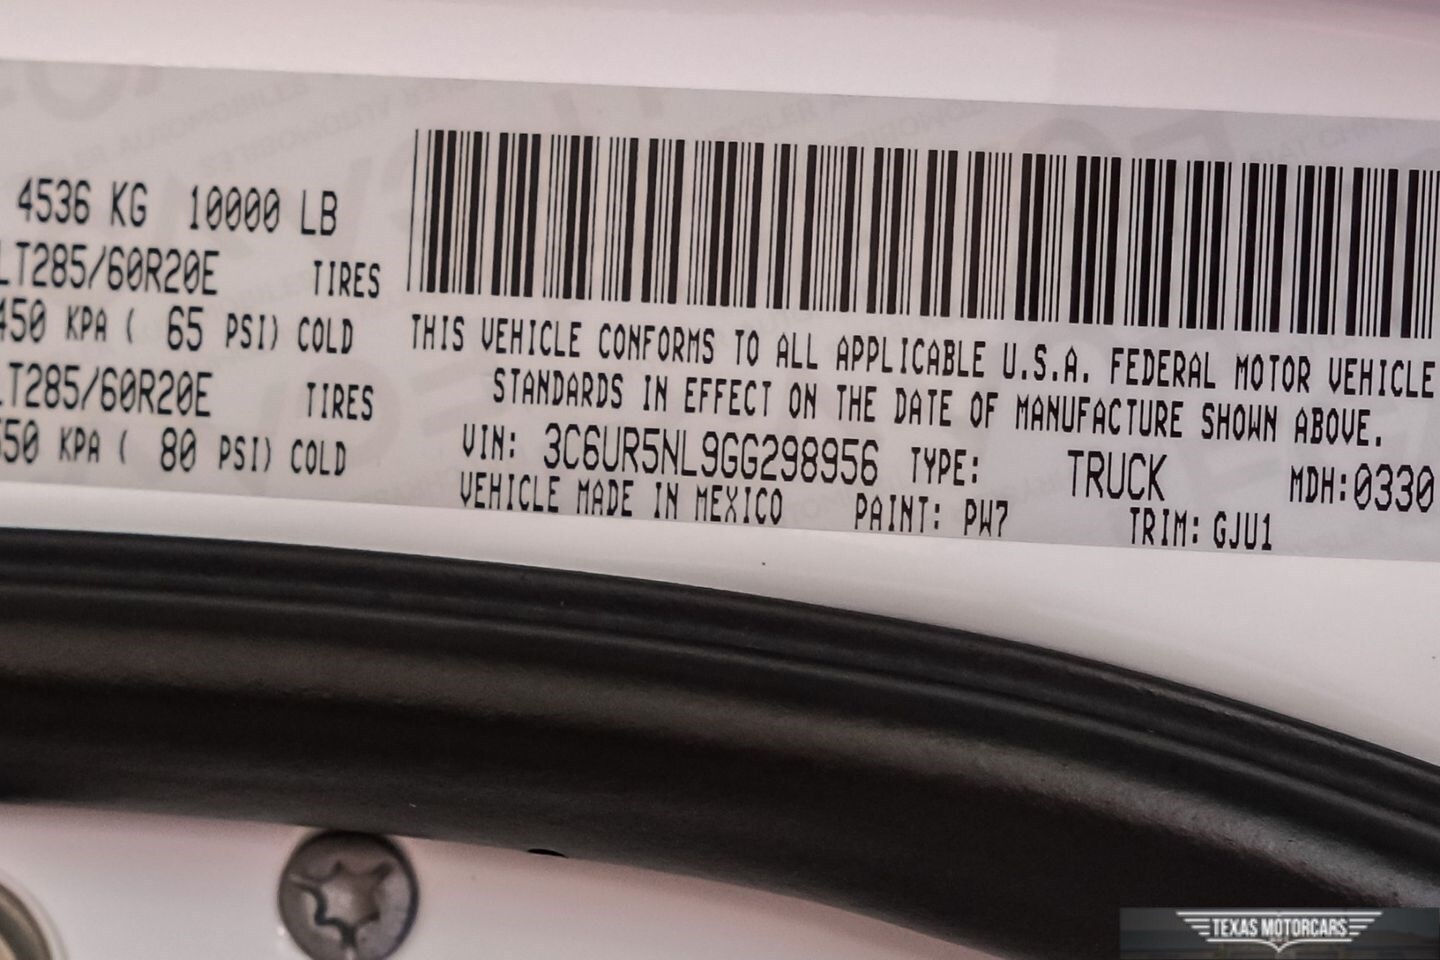 4536 KG 10000 LB
LT285/60R20E TIRES
450 KPA ( 65 PSI) COLD
LT285/60R20E TIRES
550 KPA ( 80 PSI) COLD
THIS VEHICLE CONFORMS TO ALL APPLICABLE U.S.A. FEDERAL MOTOR VEHICLE
STANDARDS IN EFFECT ON THE DATE OF MANUFACTURE SHOWN ABOVE.
VIN: 3C6UR5NL9GG298956 TYPE: TRUCK MDH:0330
VEHICLE MADE IN MEXICO PAINT: PW7 TRIM: GJU1
TEXAS MOTORCARS